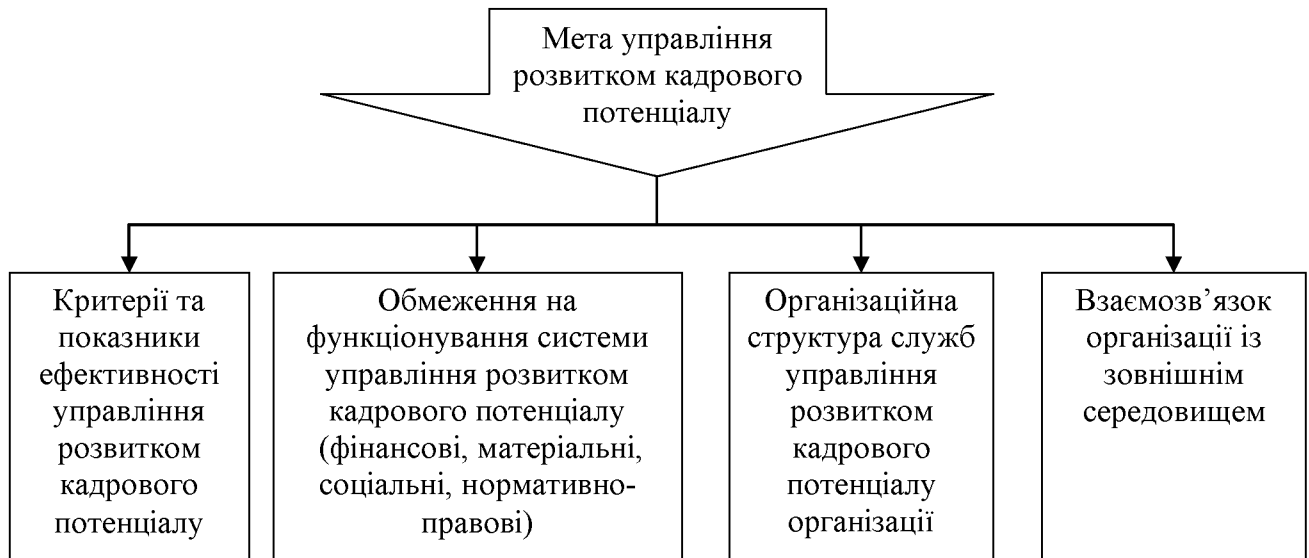 Мета управління
розвитком кадрового
потенціалу
Критерії та
показники
ефективності
управління
розвитком
кадрового
потенціалу
Обмеження на
функціонування системи
управління розвитком
кадрового потенціалу
(фінансові, матеріальні,
соціальні, нормативно-
правові)
Організаційна
структура служб
управління
розвитком
кадрового
потенціалу
організації
Взаємозв’язок
організації із
зовнішнім
середовищем